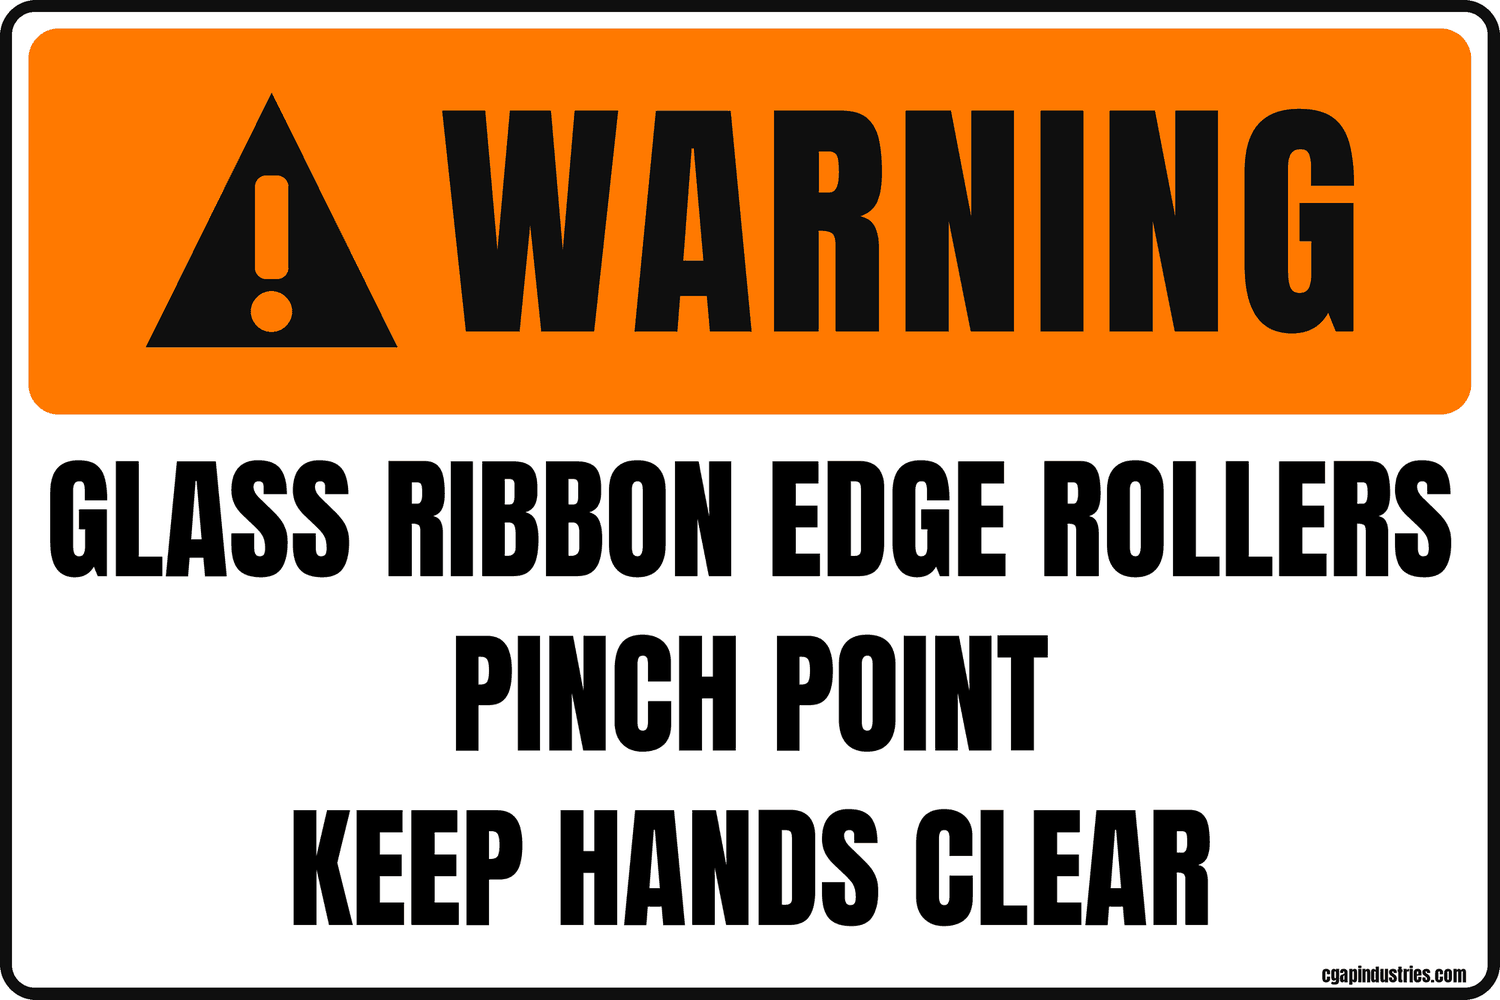 WARNING
GLASS RIBBON EDGE ROLLERS
PINCH POINT
KEEP HANDS CLEAR
cgapindustries.com